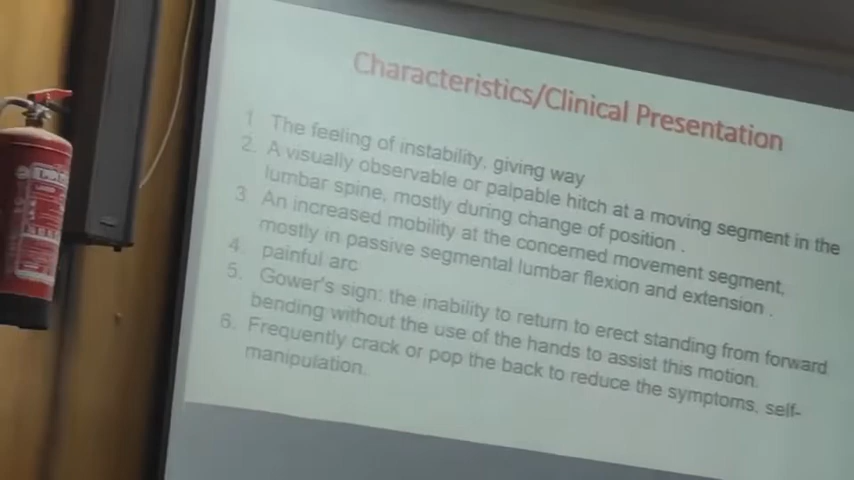 Characteristics/Clinical Presentation
1 The feeling of instability, giving way
2. A visually observable or palpable hitch at a moving segment in the
lumbar spine, mostly during change of position .
3. An increased mobility at the concerned movement segment,
mostly in passive segmental lumbar flexion and extension .
4. painful arc
5. Gower's sign: the inability to return to erect standing from forward
bending without the use of the hands to assist this motion.
6. Frequently crack or pop the back to reduce the symptoms, self-
manipulation.